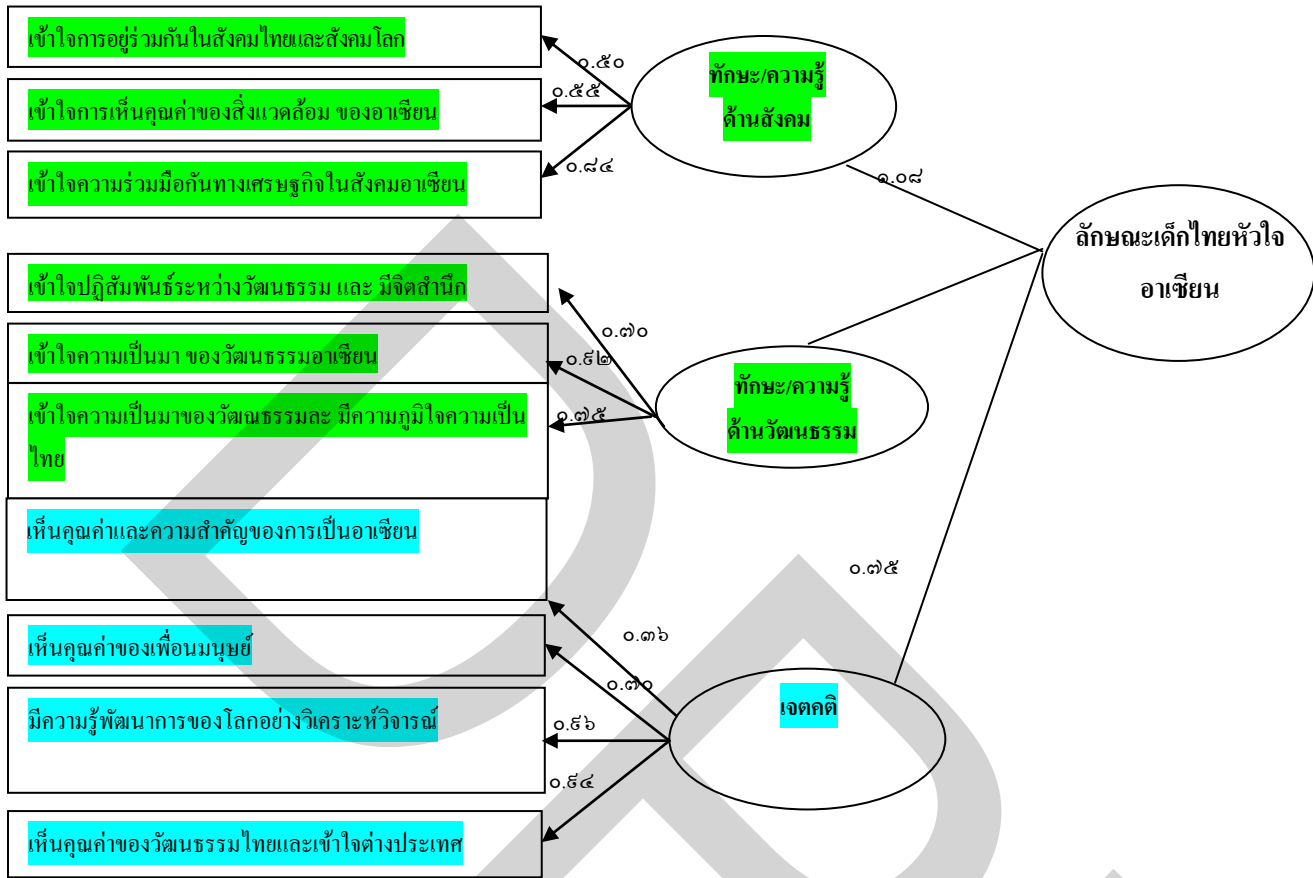 เข้าใจการอยู่ร่วมกันในสังคมไทยและสังคมโลก
๐.๕๐
ทักษะ/ความรู้
ด้านสังคม
เข้าใจการเห็นคุณค่าของสิ่งแวดล้อม ของอาเซียน
๐.๕๕
เข้าใจความร่วมมือกันทางเศรษฐกิจในสังคมอาเซียน
๐.๘๔
๑.๐๘
ลักษณะเด็กไทยหัวใจ
อาเซียน
เข้าใจปฏิสัมพันธ์ระหว่างวัฒนธรรม และ มีจิตสำนึก
๐.๗๐
เข้าใจความเป็นมา ของวัฒนธรรมอาเซียน
๐.๙๒
ทักษะ/ความรู้
ด้านวัฒนธรรม
เข้าใจความเป็นมาของวัฒณธรรมละ มีความภูมิใจความเป็น
ไทย
๐.๗๕
เห็นคุณค่าและความสำคัญของการเป็นอาเซียน
๐.๗๕
๐.๓๖
เห็นคุณค่าของเพื่อนมนุษย์
๐.๗๐
เจตคติ
มีความรู้พัฒนาการของโลกอย่างวิเคราะห์วิจารณ์
๐.๙๖
๐.๙๔
เห็นคุณค่าของวัฒนธรรมไทยและเข้าใจต่างประเทศ